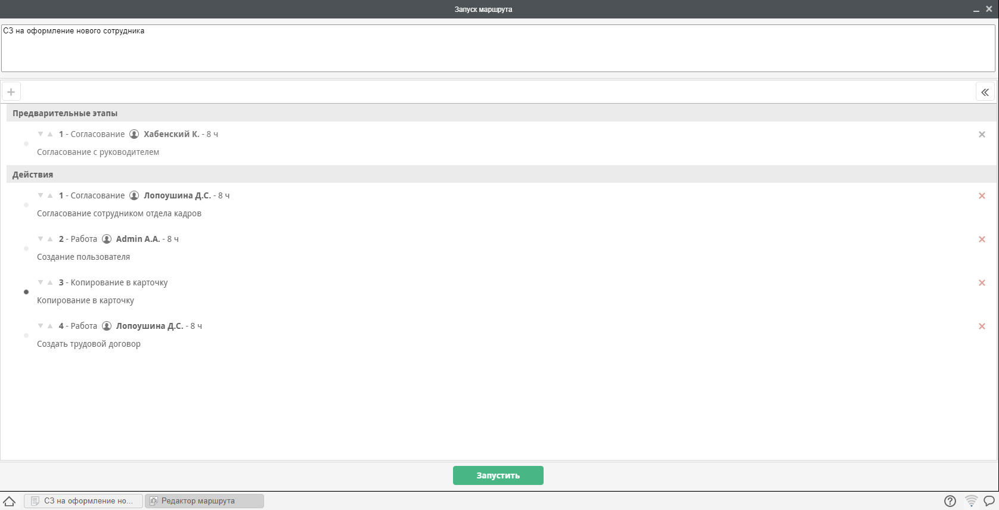 Запуск маршрута
СЗ на оформление нового сотрудника
Предварительные этапы
1 - Согласование Хабенский К. - 8 ч
Согласование с руководителем
Действия
1 - Согласование Лопоушина Д.С. - 8 ч
Согласование сотрудником отдела кадров
2 - Работа Admin A.A. - 8 ч
Создание пользователя
3 - Копирование в карточку
Копирование в карточку
4 - Работа Лопоушина Д.С. - 8 ч
Создать трудовой договор
Запустить
СЗ на оформление но... Редактор маршрута